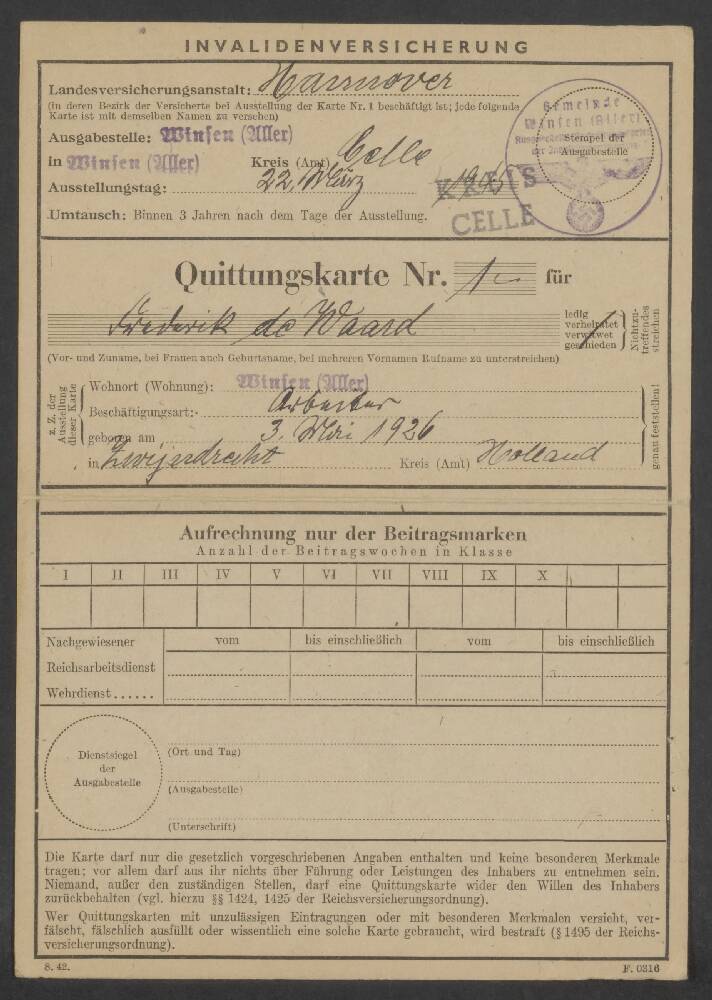 INVALIDENVERSICHERUNG
Landesversicherungsanstalt: Hannover
(in deren Bezirk der Versicherte bei Ausstellung der Karte Nr. 1 beschäftigt ist; jede folgende
Karte ist mit demselben Namen zu versehen)
Ausgabestelle: Winsen (Aller)
in Winsen (Aller) Kreis (Amt) Celle
Ausstellungstag: 22. März 1945
Umtausch: Binnen 3 Jahren nach dem Tage der Ausstellung.
Gemeinde
Winsen (Aller)
Stempel der
Ausgabestelle
KREIS
CELLE
Quittungskarte Nr. 1 für
Frederik de Waard
ledig
verheiratet
verwitwet
geschieden
Nichtzu-
treffendes
streichen
(Vor- und Zuname, bei Frauen auch Geburtsname, bei mehreren Vornamen Rufname zu unterstreichen)
z. Z. der
Ausstellung
dieser Karte
Wohnort (Wohnung): Winsen (Aller)
Beschäftigungsart: Arbeiter
geboren am 3. Mai 1926
in Zwijndrecht Kreis (Amt) Holland
genau feststellen!
Aufrechnung nur der Beitragsmarken
Anzahl der Beitragswochen in Klasse
I II III IV V VI VII VIII IX X
Nachgewiesener vom bis einschließlich vom bis einschließlich
Reichsarbeitsdienst
Wehrdienst......
Dienstsiegel
der
Ausgabestelle
(Ort und Tag)
(Ausgabestelle)
(Unterschrift)
Die Karte darf nur die gesetzlich vorgeschriebenen Angaben enthalten und keine besonderen Merkmale
tragen; vor allem darf aus ihr nichts über Führung oder Leistungen des Inhabers zu entnehmen sein.
Niemand, außer den zuständigen Stellen, darf eine Quittungskarte wider den Willen des Inhabers
zurückbehalten (vgl. hierzu §§ 1424, 1425 der Reichsversicherungsordnung).
Wer Quittungskarten mit unzulässigen Eintragungen oder mit besonderen Merkmalen versieht, ver-
fälscht, fälschlich ausfüllt oder wissentlich eine solche Karte gebraucht, wird bestraft (§ 1495 der Reichs-
versicherungsordnung).
8. 42. F. 0316